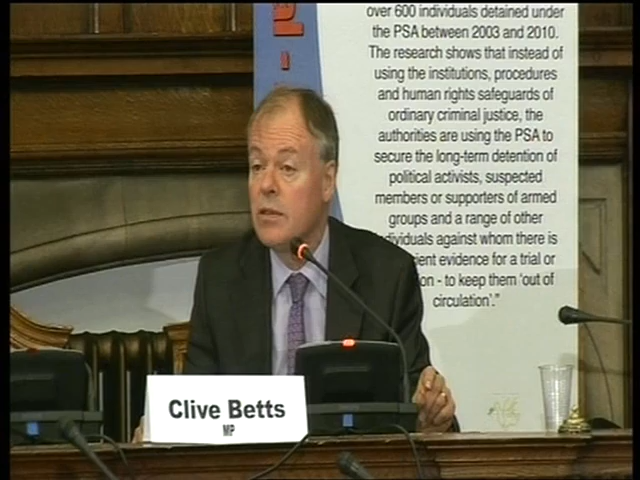 over 600 individuals detained under
the PSA between 2003 and 2010.
The research shows that instead of
using the institutions, procedures
and human rights safeguards of
ordinary criminal justice, the
authorities are using the PSA to
secure the long-term detention of
political activists, suspected
members or supporters of armed
groups and a range of other
ividuals against whom there is
ient evidence for a trial or
on - to keep them 'out of
circulation'."
Clive Betts
MP